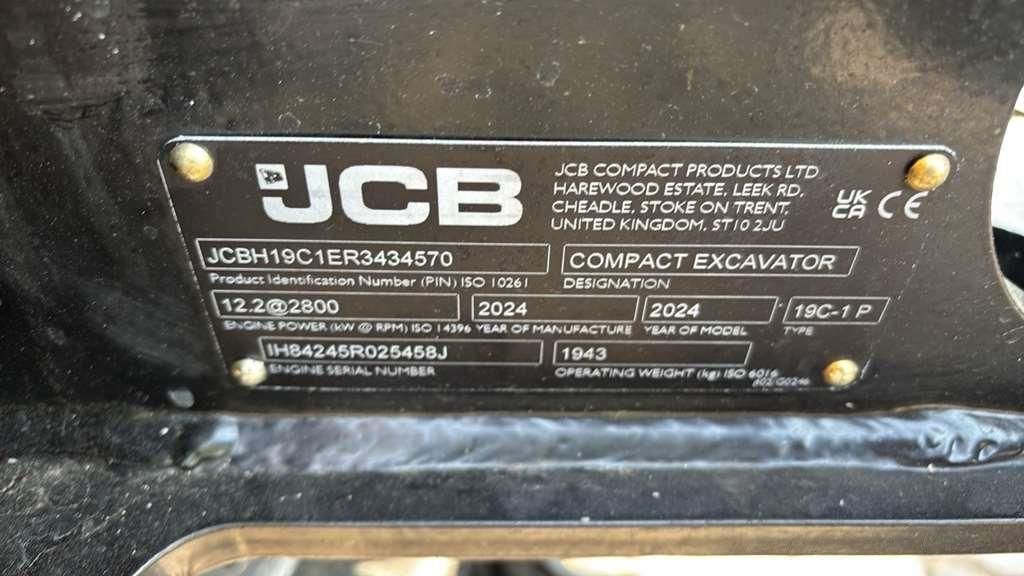 JCB
JCB COMPACT PRODUCTS LTD
HAREWOOD ESTATE, LEEK RD,
CHEADLE, STOKE ON TRENT,
UNITED KINGDOM, ST10 2JU
UK
CA CE
JCBH19C1ER3434570 COMPACT EXCAVATOR
Product Identification Number (PIN) ISO 10261 DESIGNATION
12.2@2800 2024 2024 19C-1 P
ENGINE POWER (kW @ RPM) ISO 14396 YEAR OF MANUFACTURE YEAR OF MODEL TYPE
IH84245R025458J 1943
ENGINE SERIAL NUMBER OPERATING WEIGHT (kg) ISO 6016